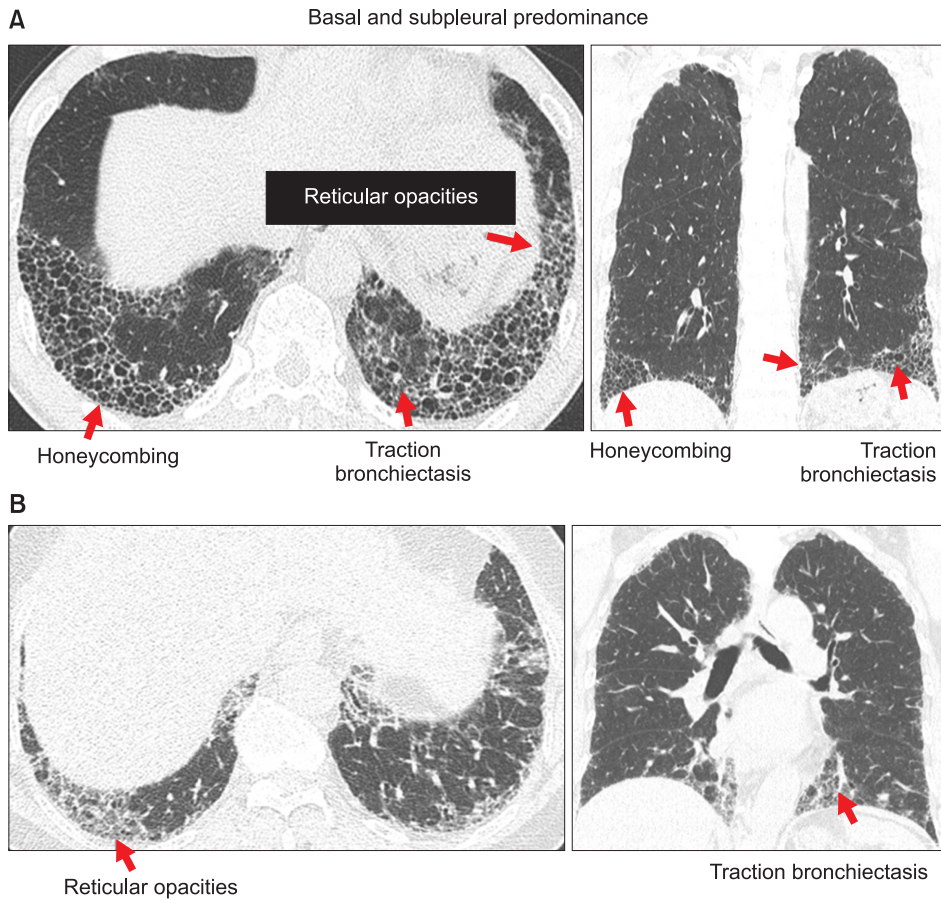 A
Basal and subpleural predominance
Reticular opacities
Honeycombing
Traction
bronchiectasis
Honeycombing
Traction
bronchiectasis
B
Reticular opacities
Traction bronchiectasis